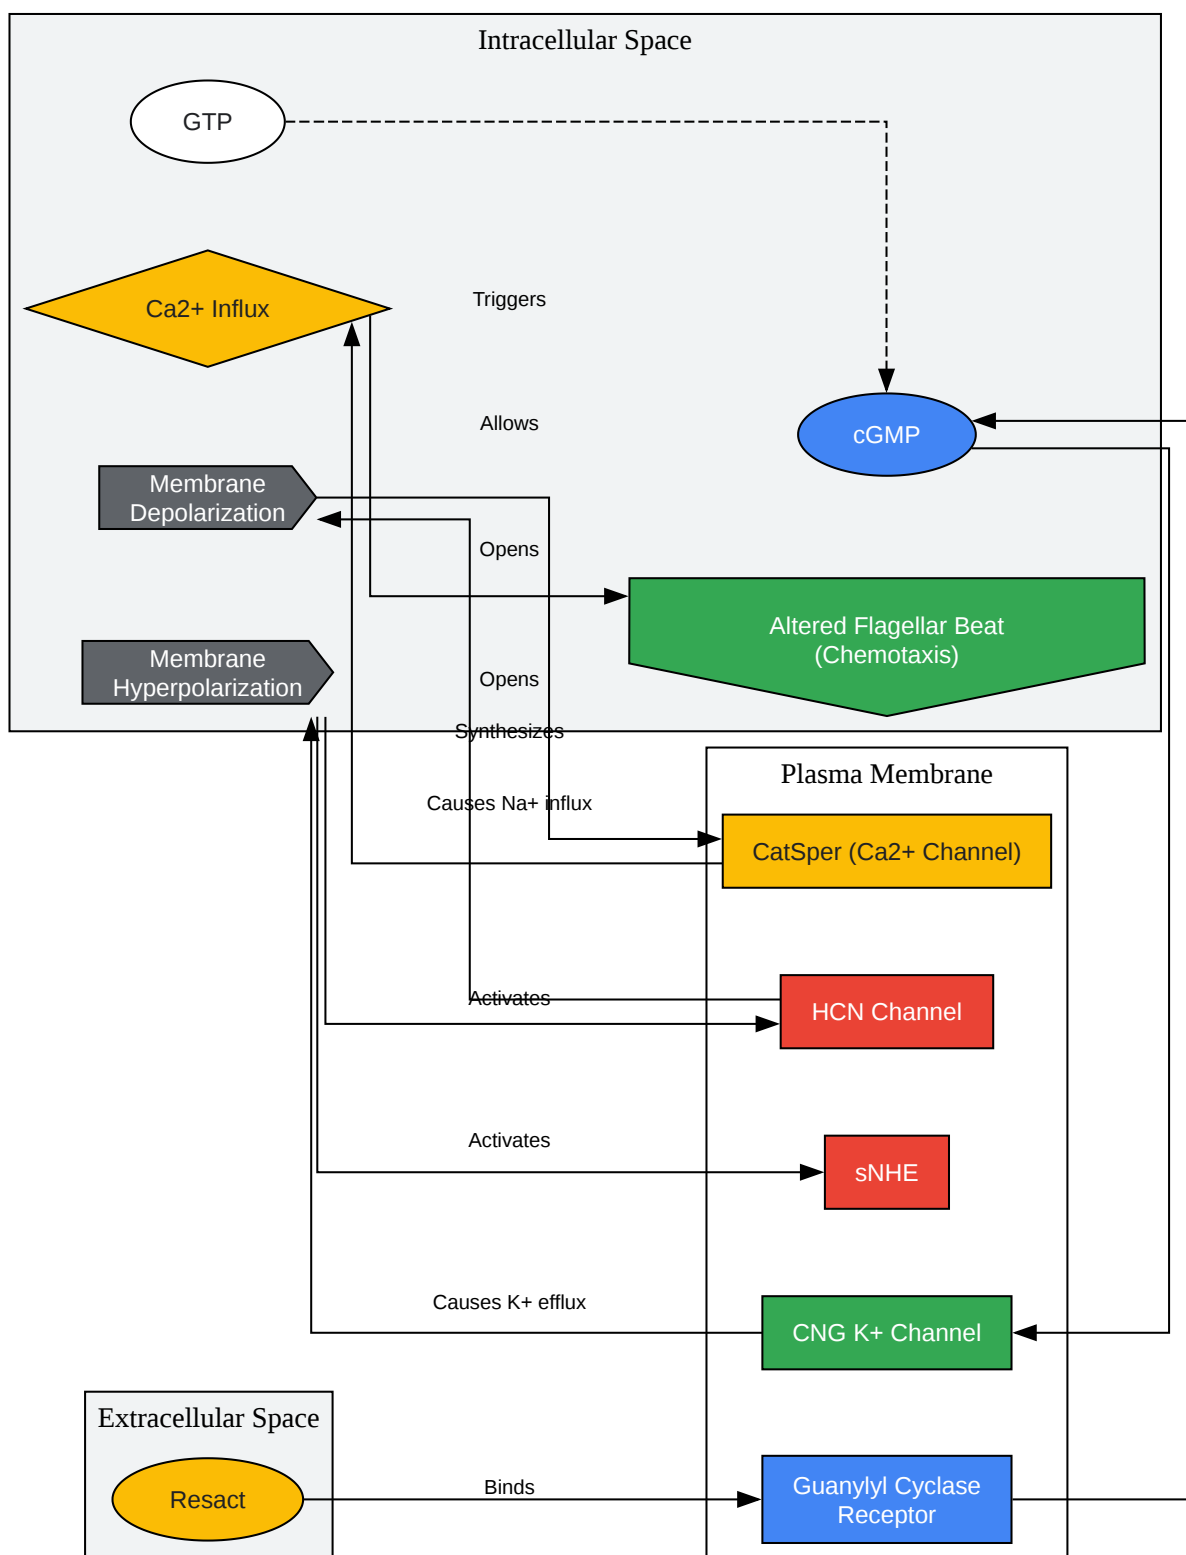 Intracellular Space
GTP
Ca2+ Influx
Triggers
Allows
cGMP
Membrane
Depolarization
Opens
Altered Flagellar Beat
(Chemotaxis)
Membrane
Hyperpolarization
Opens
Synthesizes
Plasma Membrane
Causes Na+ influx
CatSper (Ca2+ Channel)
Activates
HCN Channel
Activates
sNHE
Causes K+ efflux
CNG K+ Channel
Extracellular Space
Resact
Binds
Guanylyl Cyclase
Receptor